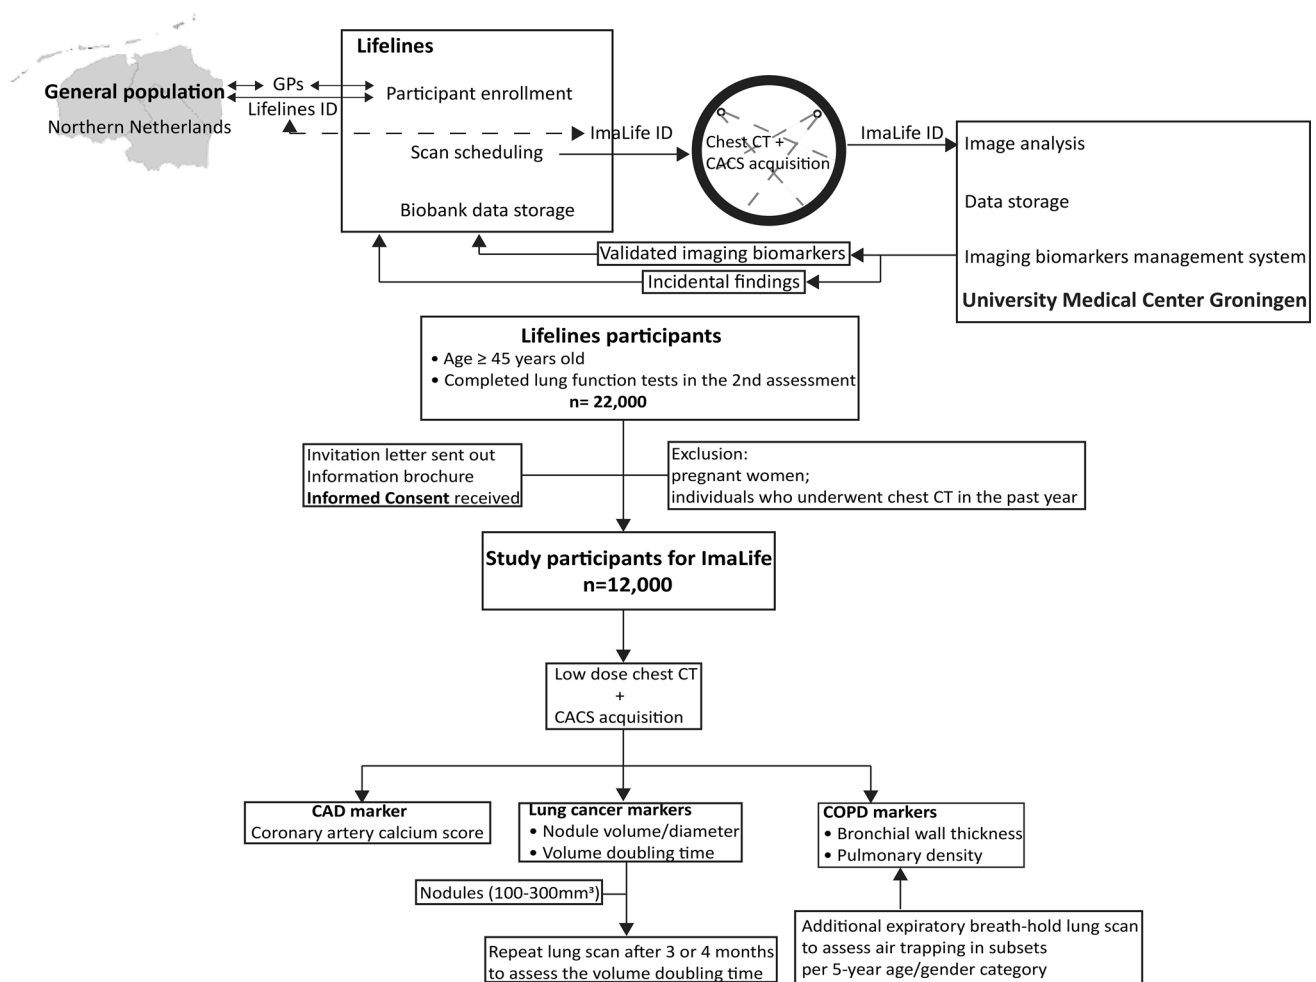 General population
Northern Netherlands
GPs
Lifelines ID
Lifelines
Participant enrollment
ImaLife ID
Scan scheduling
Biobank data storage
Chest CT +
CACS acquisition
ImaLife ID
Image analysis
Data storage
Imaging biomarkers management system
University Medical Center Groningen
Validated imaging biomarkers
Incidental findings
Lifelines participants
• Age ≥ 45 years old
• Completed lung function tests in the 2nd assessment
n= 22,000
Invitation letter sent out
Information brochure
Informed Consent received
Exclusion:
pregnant women;
individuals who underwent chest CT in the past year
Study participants for ImaLife
n=12,000
Low dose chest CT
+
CACS acquisition
CAD marker
Coronary artery calcium score
Lung cancer markers
• Nodule volume/diameter
• Volume doubling time
COPD markers
• Bronchial wall thickness
• Pulmonary density
Nodules (100-300mm³)
Repeat lung scan after 3 or 4 months
to assess the volume doubling time
Additional expiratory breath-hold lung scan
to assess air trapping in subsets
per 5-year age/gender category